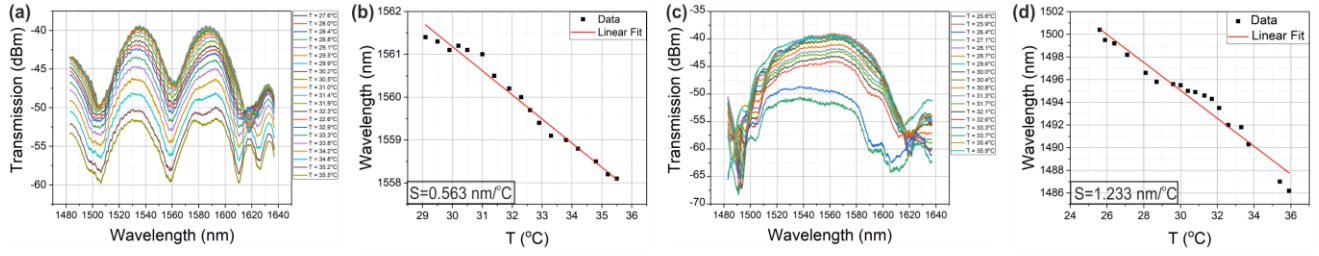 (a)
Transmission (dBm)
-40
-45
-50
-55
-60
1480 1500 1520 1540 1560 1580 1600 1620 1640
Wavelength (nm)
T = 27.6°C
T = 28.0°C
T = 28.4°C
T = 28.8°C
T = 29.1°C
T = 29.5°C
T = 29.9°C
T = 30.2°C
T = 30.5°C
T = 31.0°C
T = 31.4°C
T = 31.9°C
T = 32.3°C
T = 32.6°C
T = 32.9°C
T = 33.3°C
T = 33.8°C
T = 34.2°C
T = 34.8°C
T = 35.2°C
T = 35.5°C
(b)
Wavelength (nm)
1562
1561
1560
1559
1558
29 30 31 32 33 34 35 36
T (°C)
Data
Linear Fit
S=0.563 nm/°C
(c)
Transmission (dBm)
-35
-40
-45
-50
-55
-60
-65
-70
1480 1500 1520 1540 1560 1580 1600 1620 1640
Wavelength (nm)
T = 25.6°C
T = 25.9°C
T = 26.4°C
T = 27.1°C
T = 28.1°C
T = 28.7°C
T = 29.6°C
T = 30.0°C
T = 30.4°C
T = 30.8°C
T = 31.3°C
T = 31.7°C
T = 32.1°C
T = 32.6°C
T = 33.3°C
T = 33.7°C
T = 35.4°C
T = 35.9°C
(d)
Wavelength (nm)
1502
1500
1498
1496
1494
1492
1490
1488
1486
24 26 28 30 32 34 36
T (°C)
Data
Linear Fit
S=1.233 nm/°C